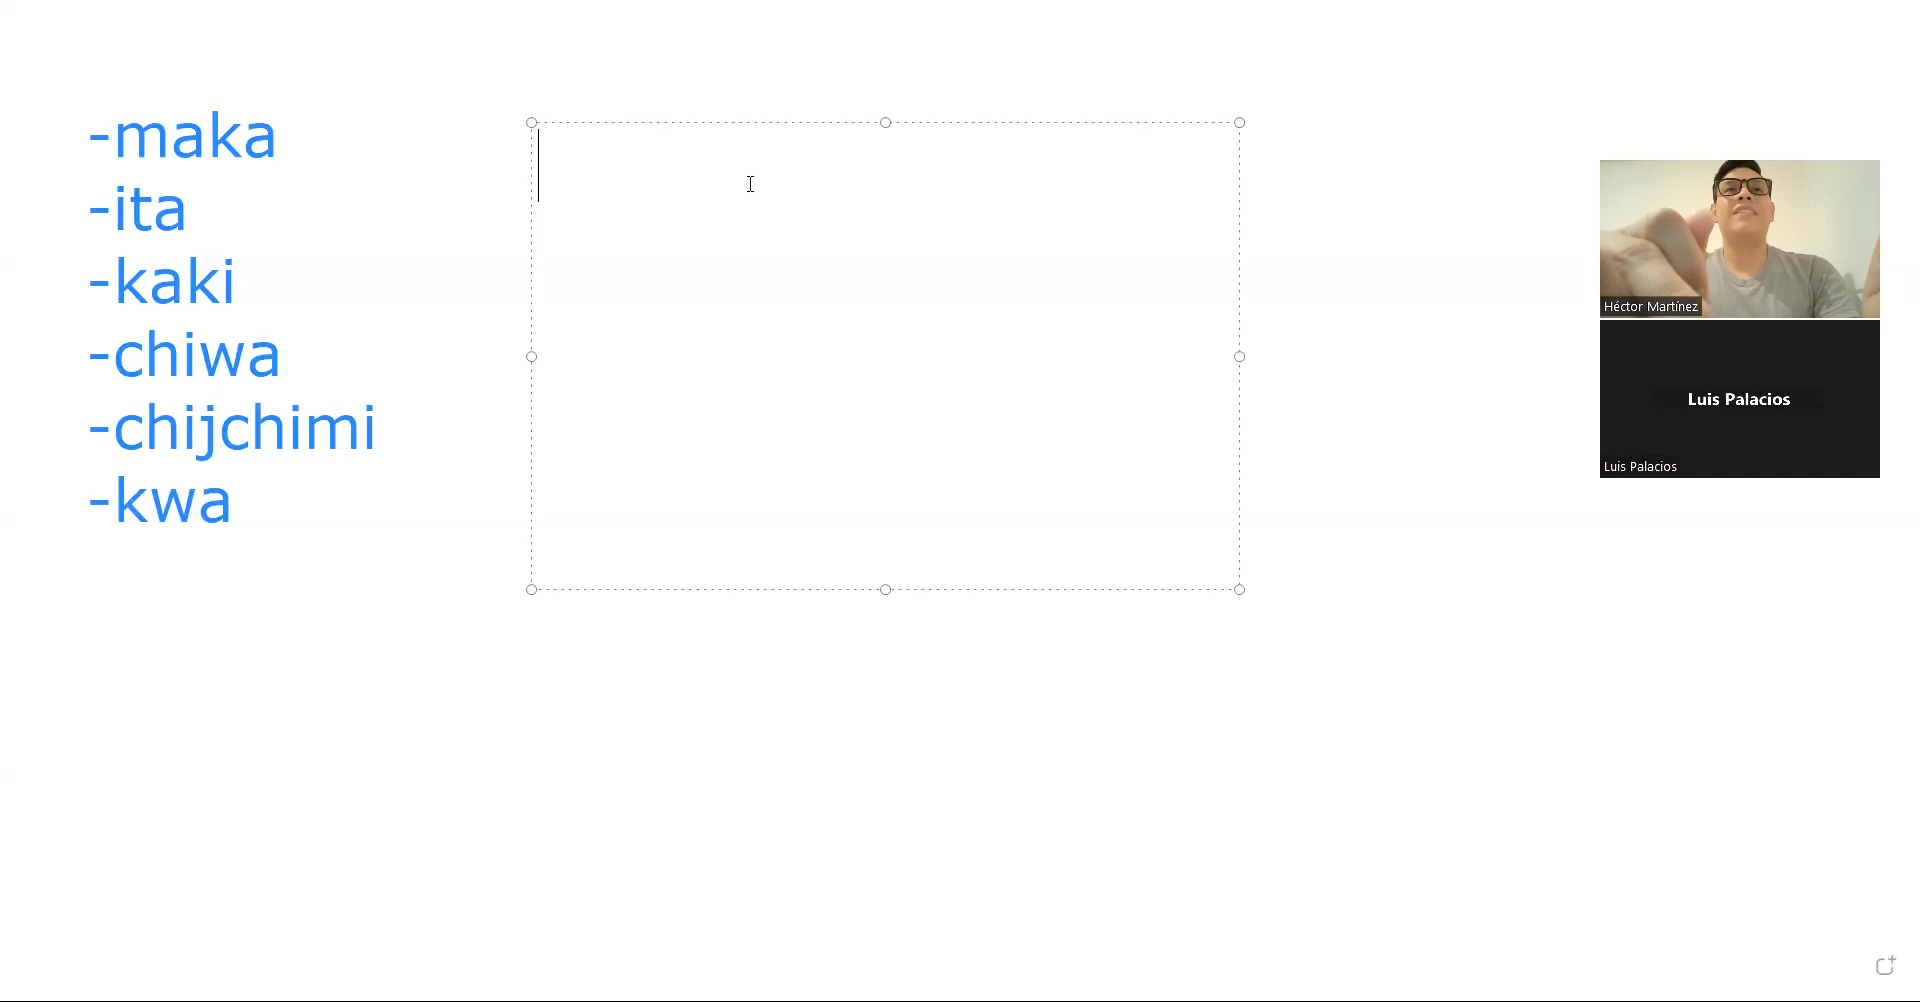 -maka
-ita
-kaki
-chiwa
-chijchimi
-kwa
Héctor Martínez
Luis Palacios
Luis Palacios